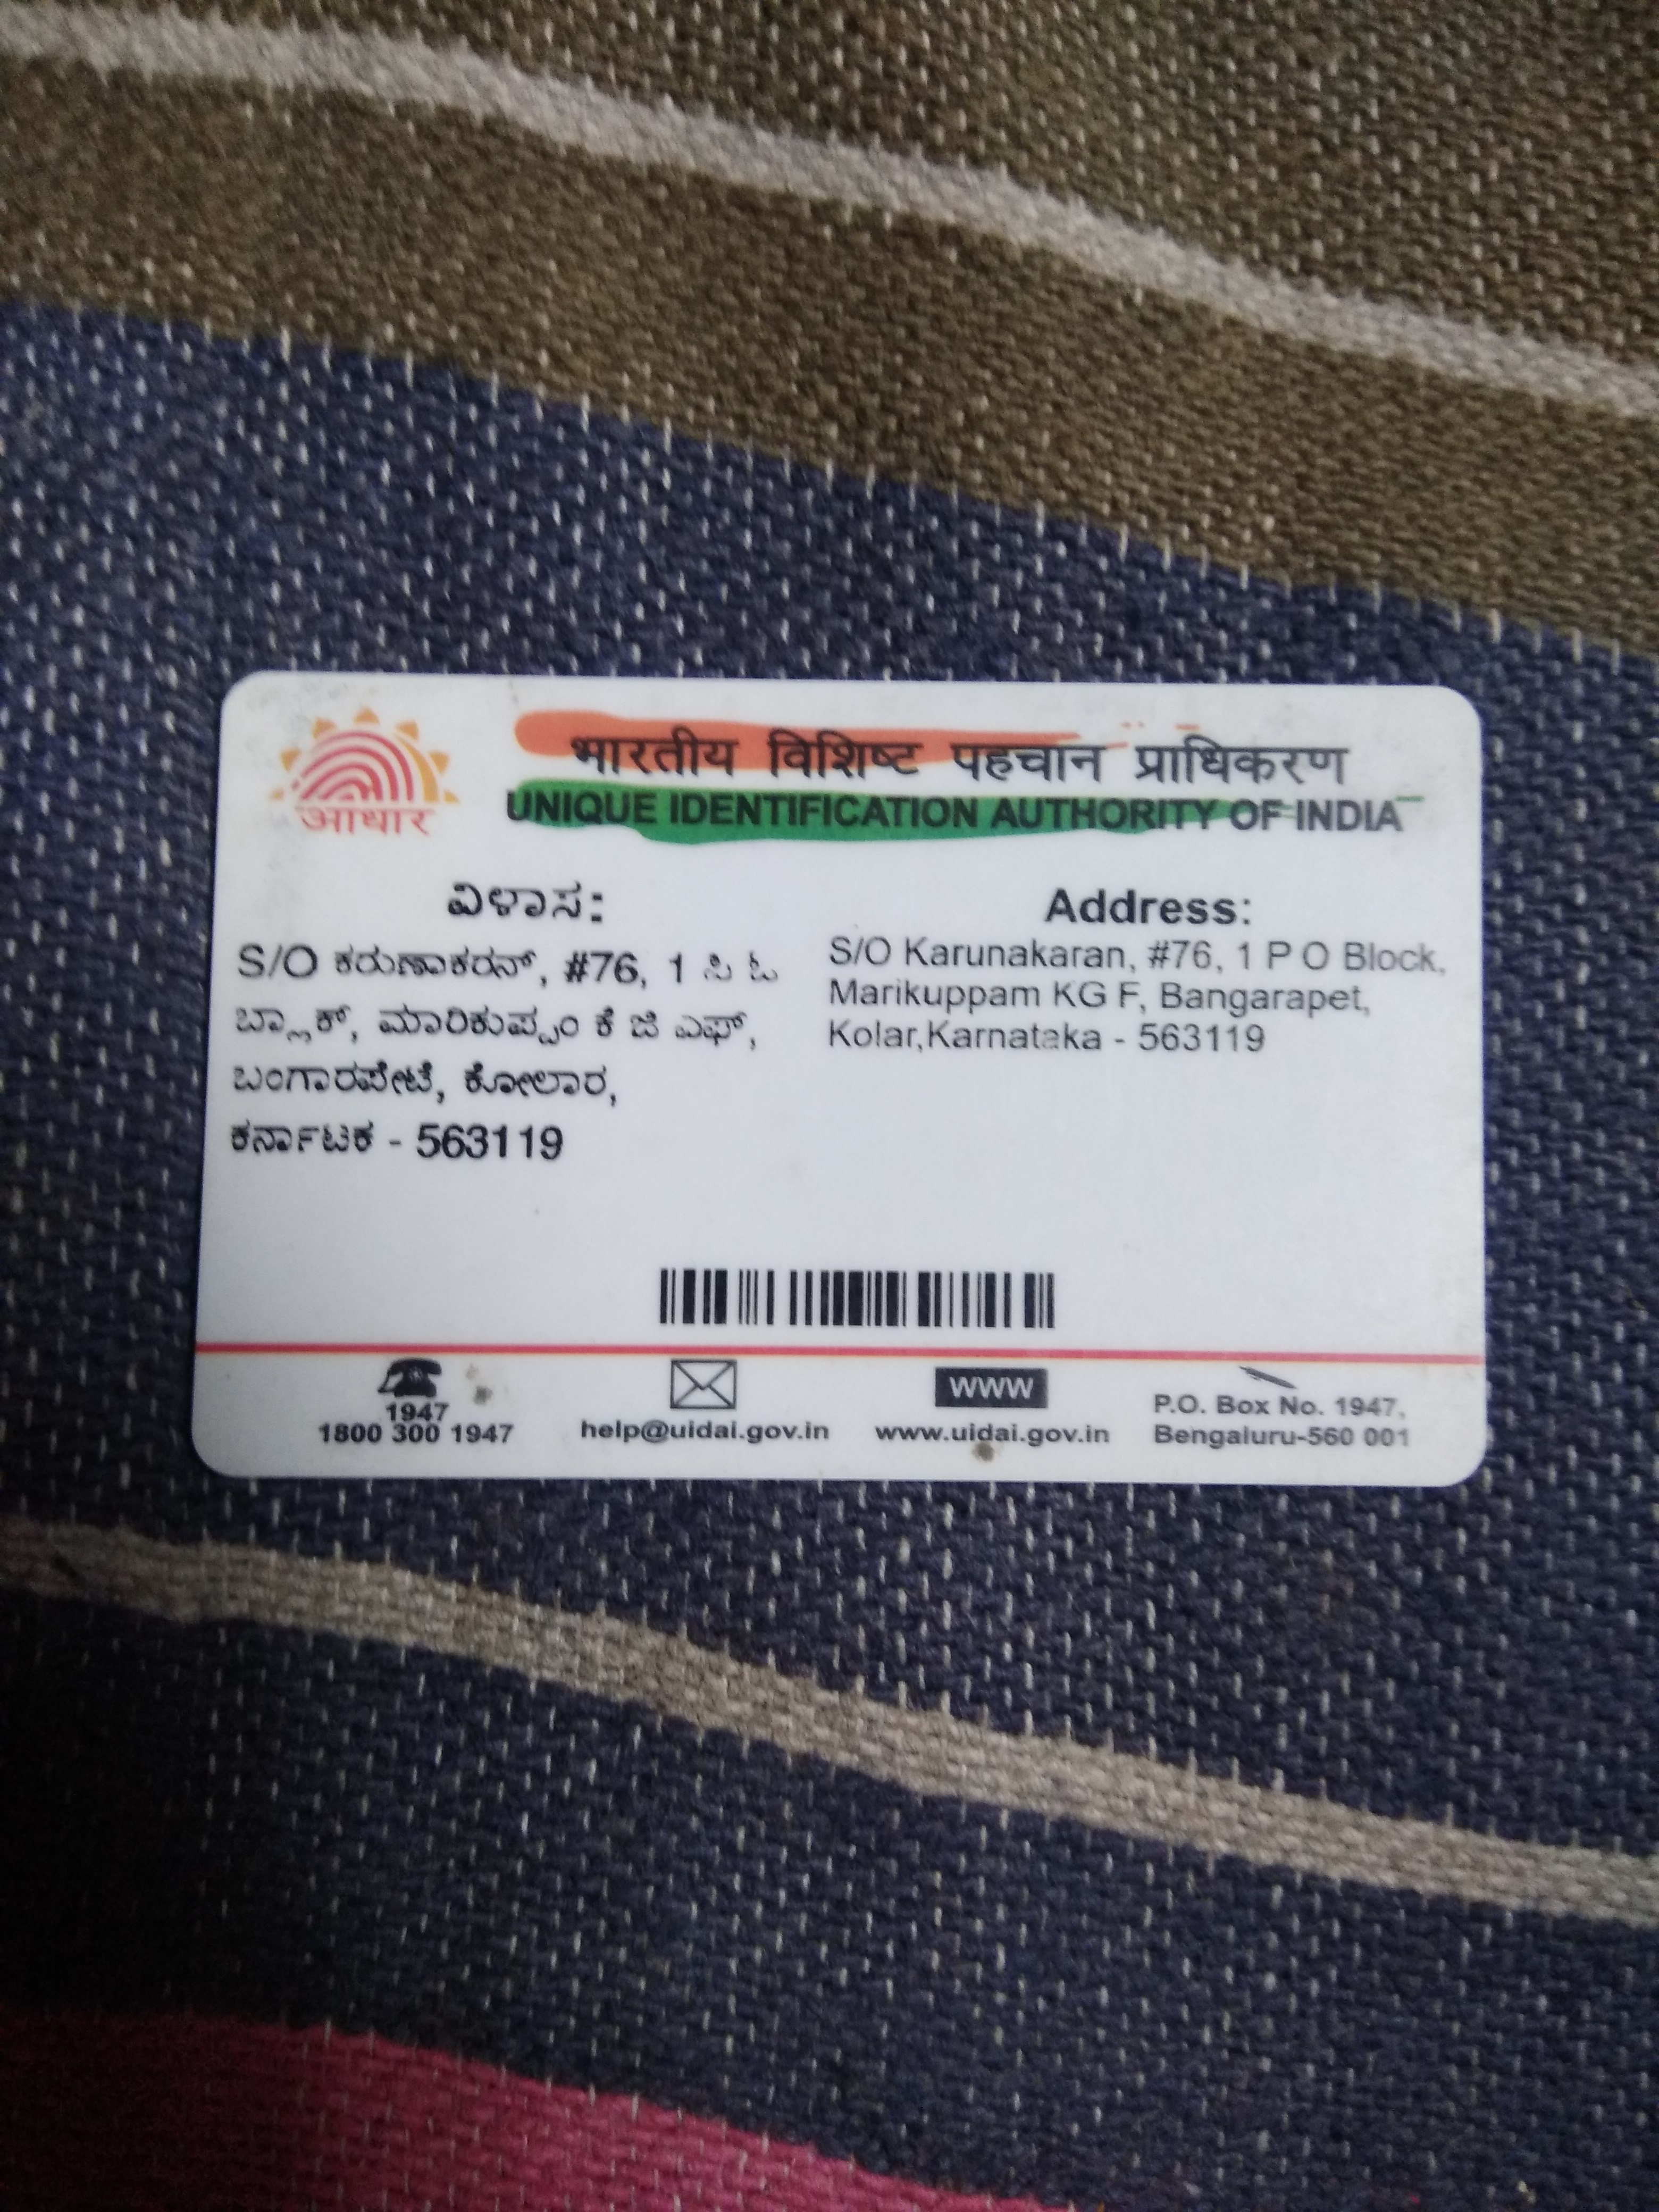 आधार
भारतीय विशिष्ट पहचान प्राधिकरण
UNIQUE IDENTIFICATION AUTHORITY OF INDIA
ವಿಳಾಸ:
S/O ಕರುಣಾಕರನ್, #76, 1 ಸಿ ಓ
ಬ್ಲಾಕ್, ಮಾರಿಕುಪ್ಪಂ ಕೆ ಜಿ ಎಫ್,
ಬಂಗಾರಪೇಟೆ, ಕೋಲಾರ,
ಕರ್ನಾಟಕ - 563119
Address:
S/O Karunakaran, #76, 1 P O Block,
Marikuppam KG F, Bangarapet,
Kolar,Karnataka - 563119
1947
1800 300 1947
help@uidai.gov.in
WWW
www.uidai.gov.in
P.O. Box No. 1947,
Bengaluru-560 001